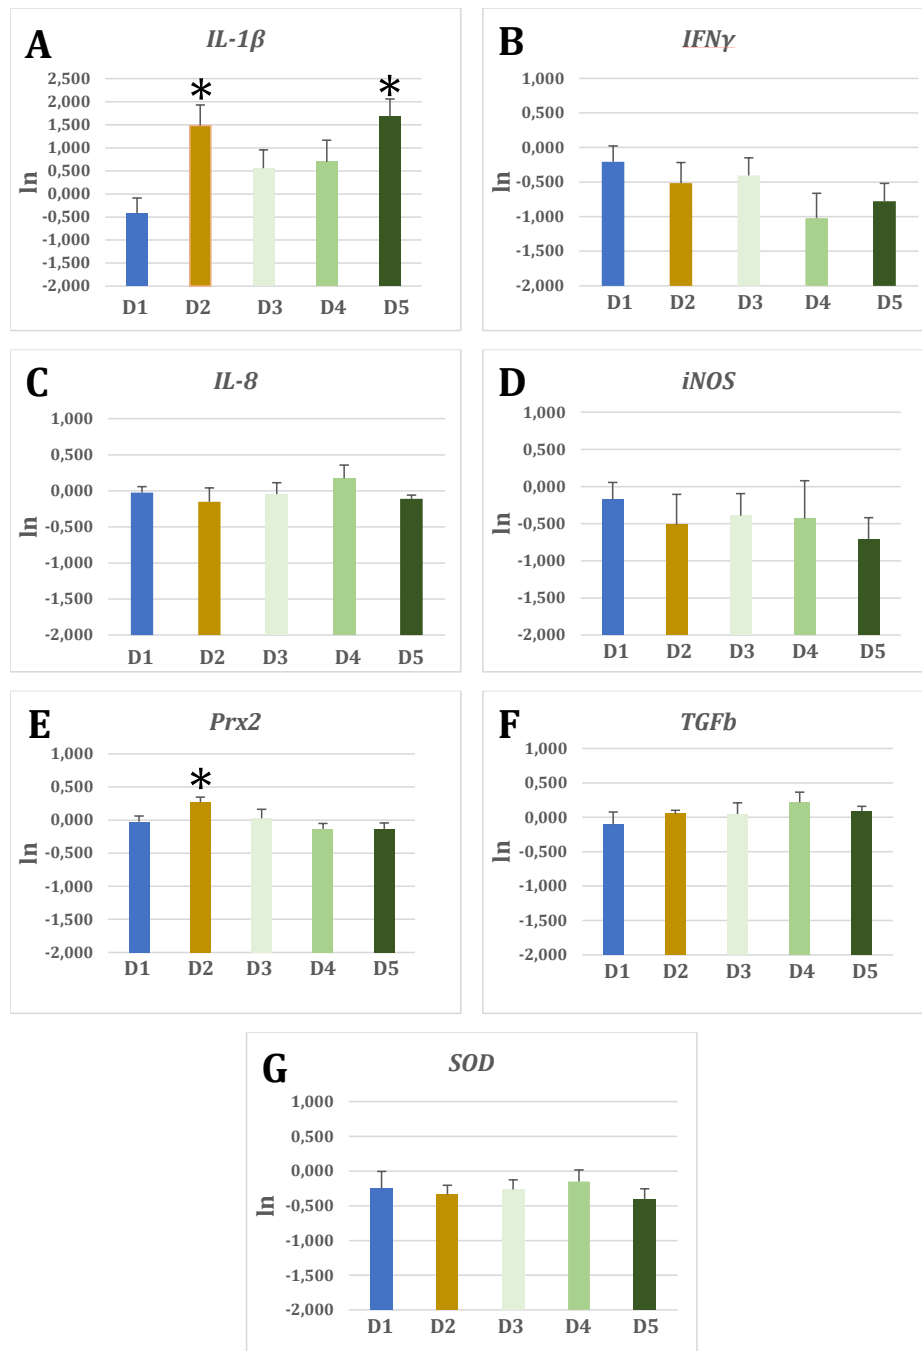 A
IL-1β
*
*
2,500
2,000
1,500
1,000
0,500
0,000
-0,500
-1,000
-1,500
-2,000
ln
D1 D2 D3 D4 D5
B
IFNγ
1,000
0,500
0,000
-0,500
-1,000
-1,500
-2,000
ln
D1 D2 D3 D4 D5
C
IL-8
1,000
0,500
0,000
-0,500
-1,000
-1,500
-2,000
ln
D1 D2 D3 D4 D5
D
iNOS
1,000
0,500
0,000
-0,500
-1,000
-1,500
-2,000
ln
D1 D2 D3 D4 D5
E
Prx2
*
1,000
0,500
0,000
-0,500
-1,000
-1,500
-2,000
ln
D1 D2 D3 D4 D5
F
TGFb
1,000
0,500
0,000
-0,500
-1,000
-1,500
-2,000
ln
D1 D2 D3 D4 D5
G
SOD
1,000
0,500
0,000
-0,500
-1,000
-1,500
-2,000
ln
D1 D2 D3 D4 D5